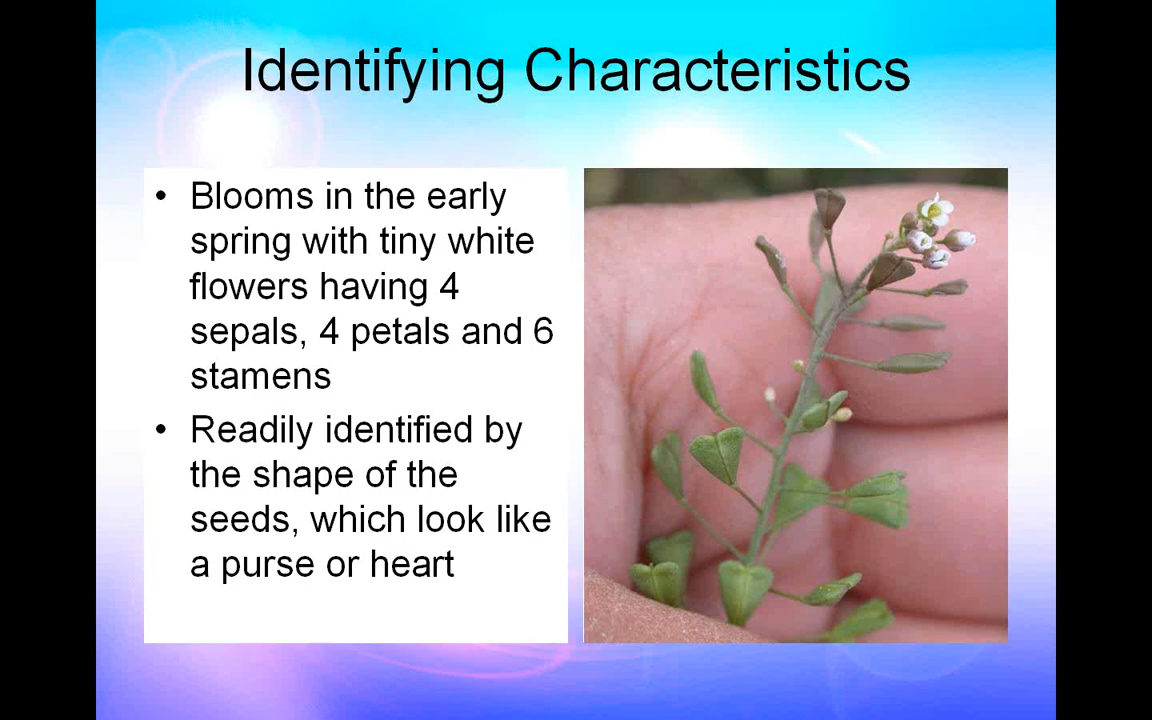 Identifying Characteristics
• Blooms in the early
spring with tiny white
flowers having 4
sepals, 4 petals and 6
stamens
• Readily identified by
the shape of the
seeds, which look like
a purse or heart